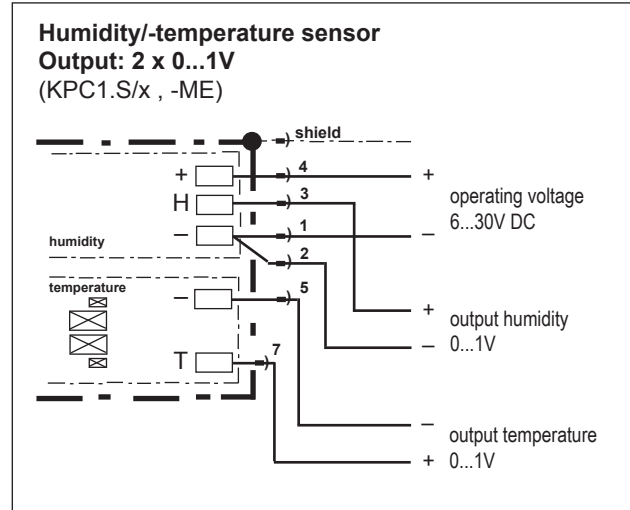 Humidity/-temperature sensor
Output: 2 x 0...1V
(KPC1.S/x , -ME)
shield
+ 4 +
H 3
operating voltage
6...30V DC
– 1 –
humidity
2
temperature
– 5
+ output humidity
– 0...1V
T 7
– output temperature
+ 0...1V